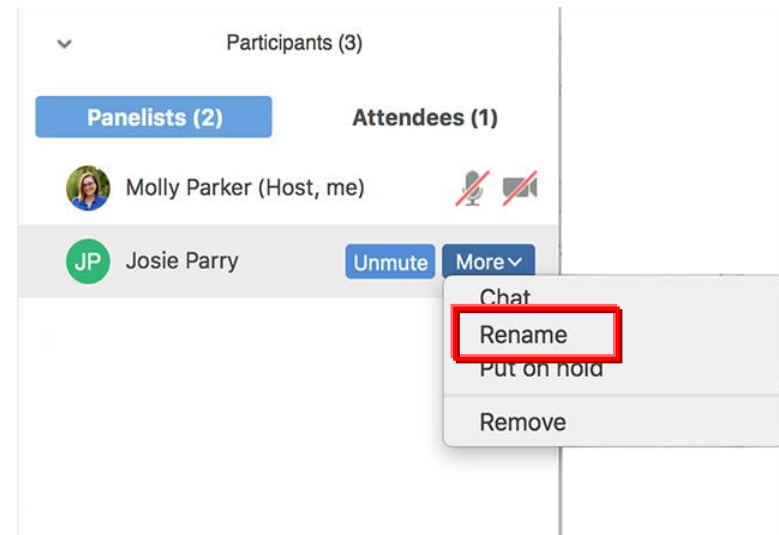 Participants (3)
Panelists (2) Attendees (1)
Molly Parker (Host, me)
JP Josie Parry Unmute More
Chat
Rename
Put on hold
Remove